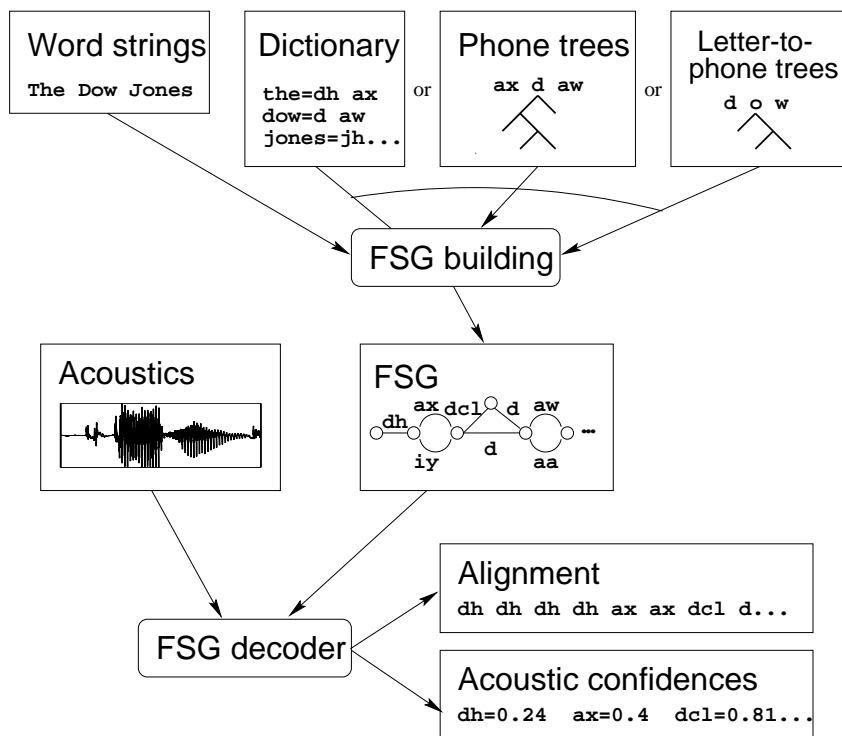 Word strings
The Dow Jones
Dictionary
the=dh ax
dow=d aw
jones=jh...
or
Phone trees
ax d aw
or
Letter-to-
phone trees
d o w
FSG building
Acoustics
FSG
ax dcl d aw
dh ...
iy d aa
FSG decoder
Alignment
dh dh dh dh ax ax dcl d...
Acoustic confidences
dh=0.24 ax=0.4 dcl=0.81...